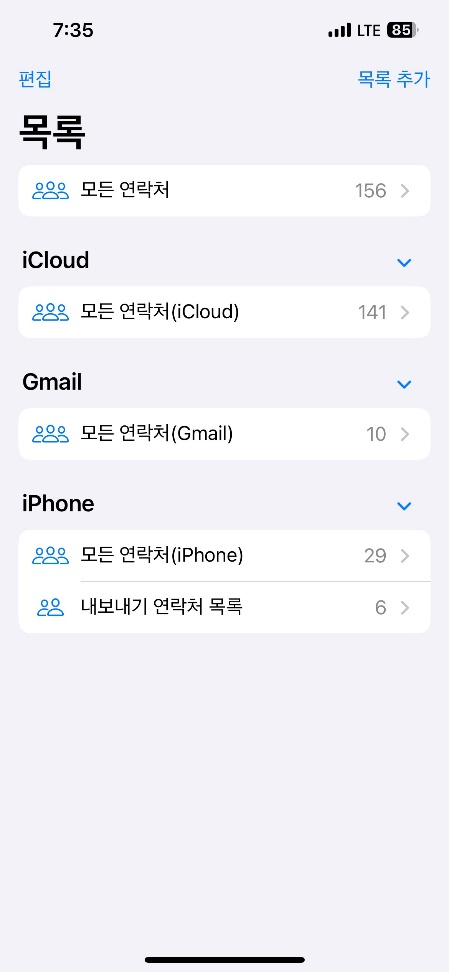 7:35 LTE 85
편집 목록 추가
목록
모든 연락처 156
iCloud
모든 연락처(iCloud) 141
Gmail
모든 연락처(Gmail) 10
iPhone
모든 연락처(iPhone) 29
내보내기 연락처 목록 6